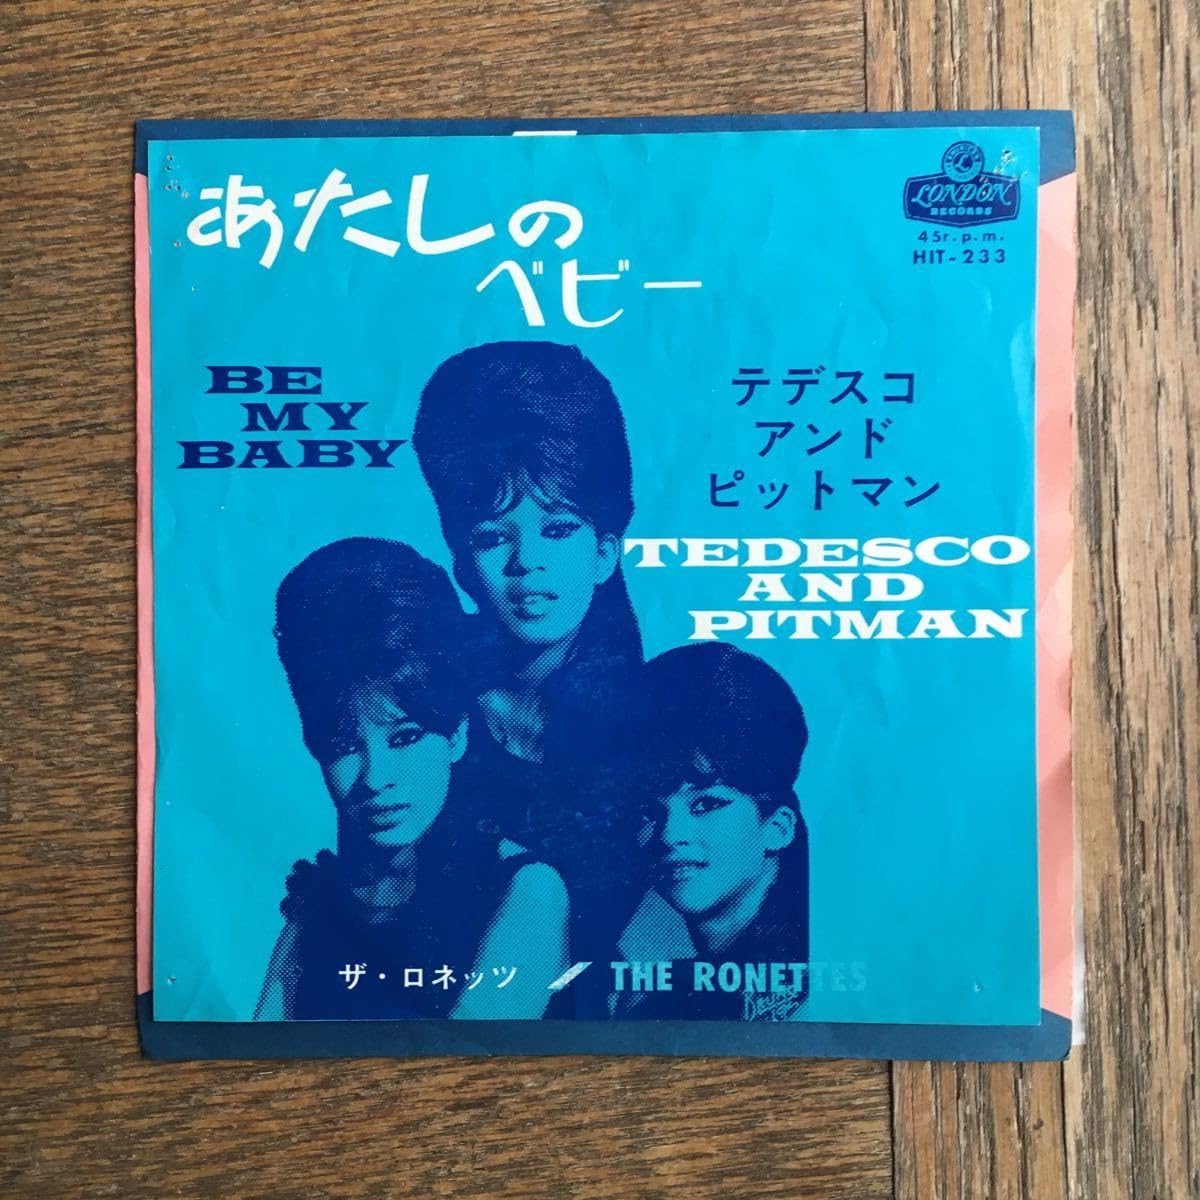 あたしの
ベビー
LONDON
RECORDS
45r.p.m.
HIT-233
BE
MY
BABY
テデスコ
アンド
ピットマン
TEDESCO
AND
PITMAN
ザ・ロネッツ / THE RONETTES